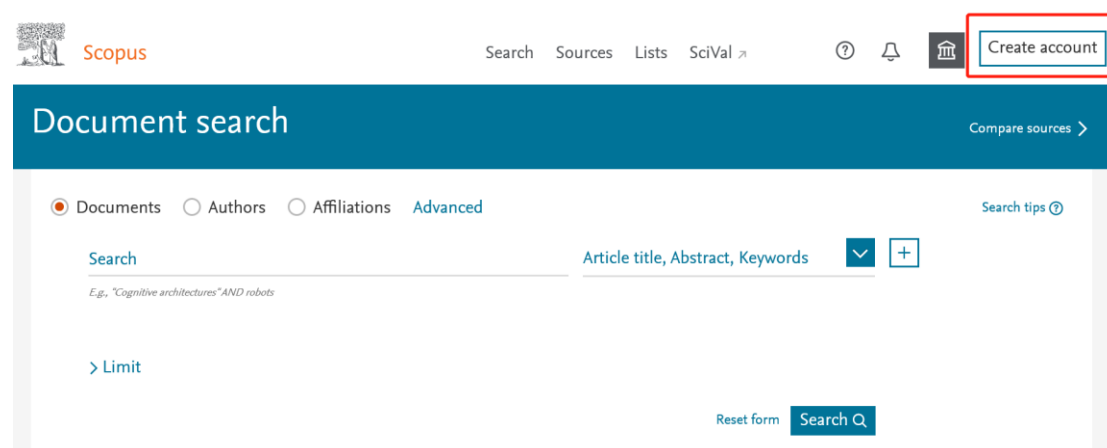 Scopus Search Sources Lists SciVal Create account
Document search
Compare sources
Documents Authors Affiliations Advanced Search tips
Search Article title, Abstract, Keywords
E.g., "Cognitive architectures" AND robots
Limit
Reset form Search